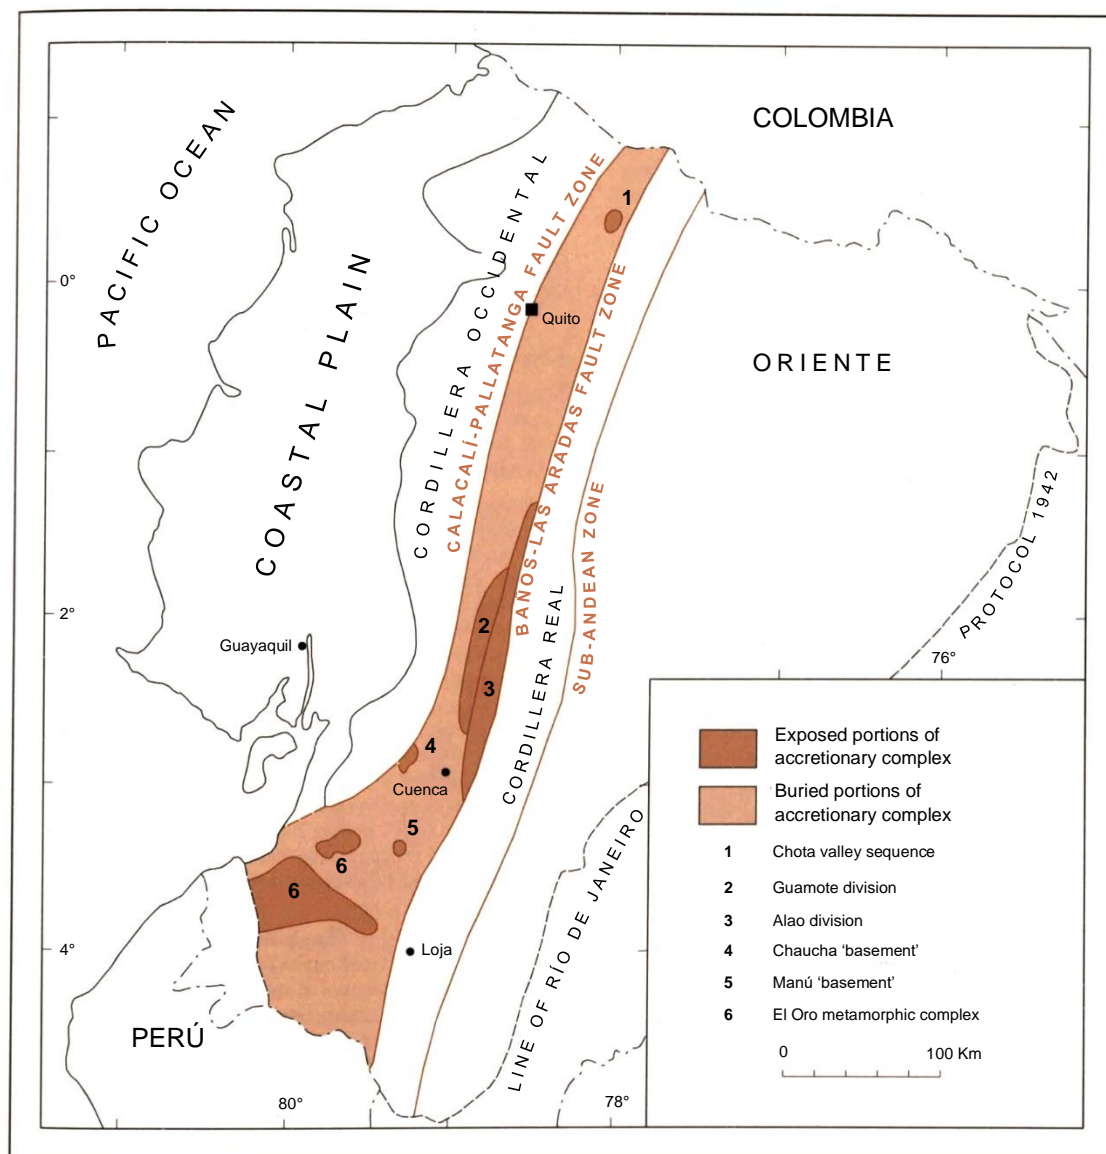 COLOMBIA
PACIFIC OCEAN
COASTAL PLAIN
CORDILLERA OCCIDENTAL
CALACALÍ-PALLATANGA FAULT ZONE
1
0°
Quito
BANOS-LAS ARADAS FAULT ZONE
ORIENTE
SUB-ANDEAN ZONE
CORDILLERA REAL
PROTOCOL 1942
2°
2
Guayaquil
76°
3
4
Cuenca
5
6
6
4°
Loja
PERÚ
LINE OF RÍO DE JANEIRO
80°
78°
Exposed portions of
accretionary complex
Buried portions of
accretionary complex
1 Chota valley sequence
2 Guamote division
3 Alao division
4 Chaucha ‘basement’
5 Manú ‘basement’
6 El Oro metamorphic complex
0 100 Km